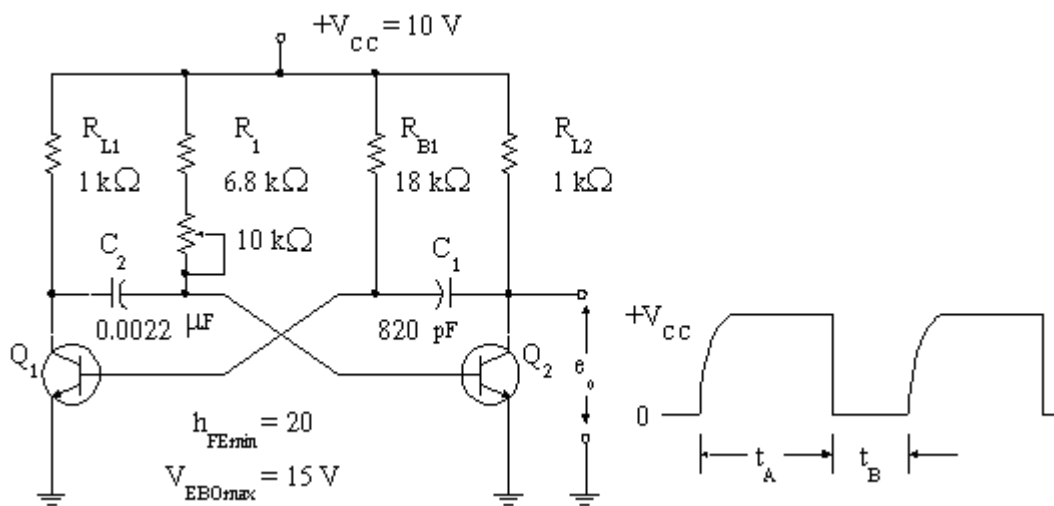 +V_CC = 10 V
R_L1
1 kΩ
R_1
6.8 kΩ
R_B1
18 kΩ
R_L2
1 kΩ
10 kΩ
C_2
0.0022 μF
C_1
820 pF
Q_1
Q_2
e_o
h_FEmin = 20
V_EBOmax = 15 V
+V_CC
0
t_A
t_B